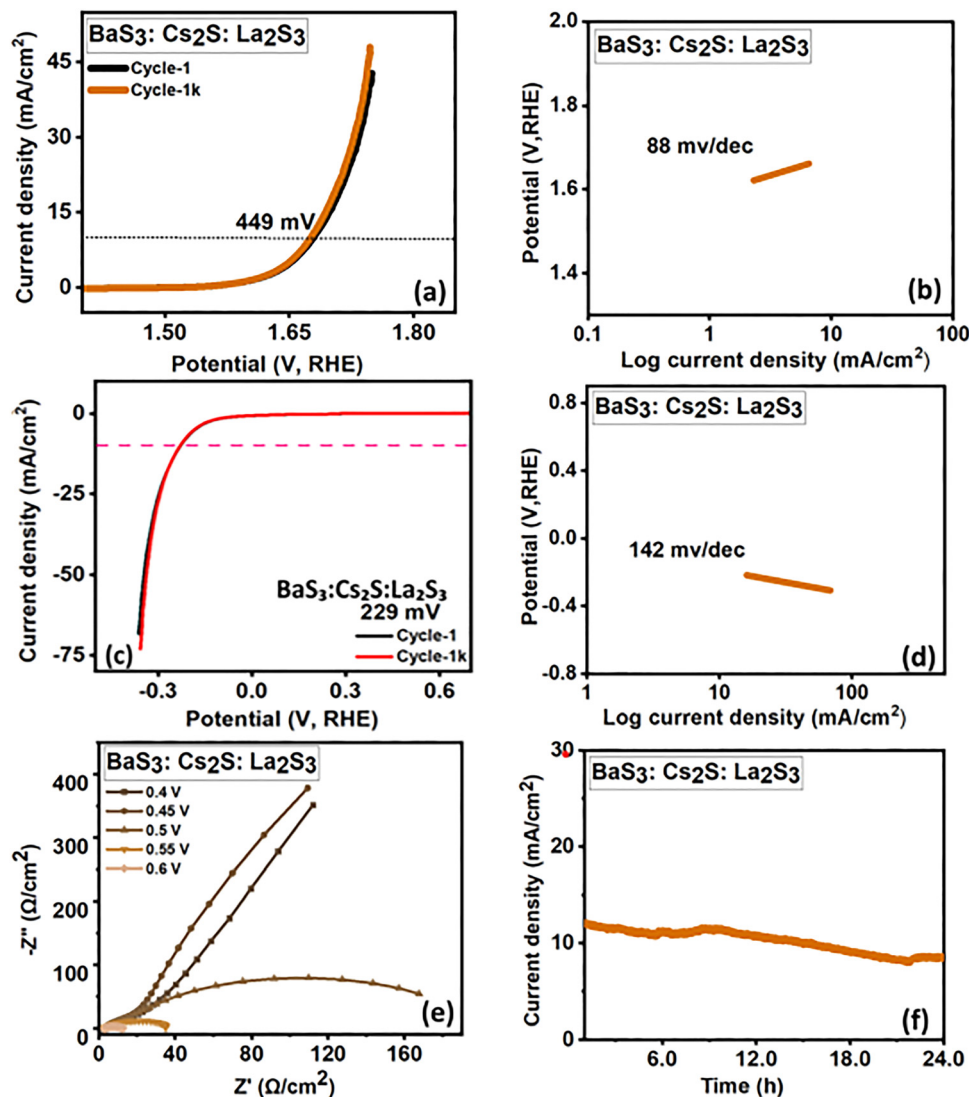 BaS3: Cs2S: La2S3
Cycle-1
Cycle-1k
449 mV
(a)
Current density (mA/cm²)
45
30
15
0
1.50
1.65
1.80
Potential (V, RHE)
BaS3: Cs2S: La2S3
88 mv/dec
(b)
Potential (V,RHE)
2.0
1.8
1.6
1.4
0.1
1
10
100
Log current density (mA/cm²)
BaS3:Cs2S:La2S3
229 mV
Cycle-1
Cycle-1k
(c)
Current density (mA/cm²)
0
-25
-50
-75
-0.3
0.0
0.3
0.6
Potential (V, RHE)
BaS3: Cs2S: La2S3
142 mv/dec
(d)
Potential (V,RHE)
0.8
0.4
0.0
-0.4
-0.8
1
10
100
Log current density (mA/cm²)
BaS3: Cs2S: La2S3
0.4 V
0.45 V
0.5 V
0.55 V
0.6 V
(e)
-Z" (Ω/cm²)
400
300
200
100
0
0
40
80
120
160
Z' (Ω/cm²)
BaS3: Cs2S: La2S3
(f)
Current density (mA/cm²)
30
20
10
0
6.0
12.0
18.0
24.0
Time (h)